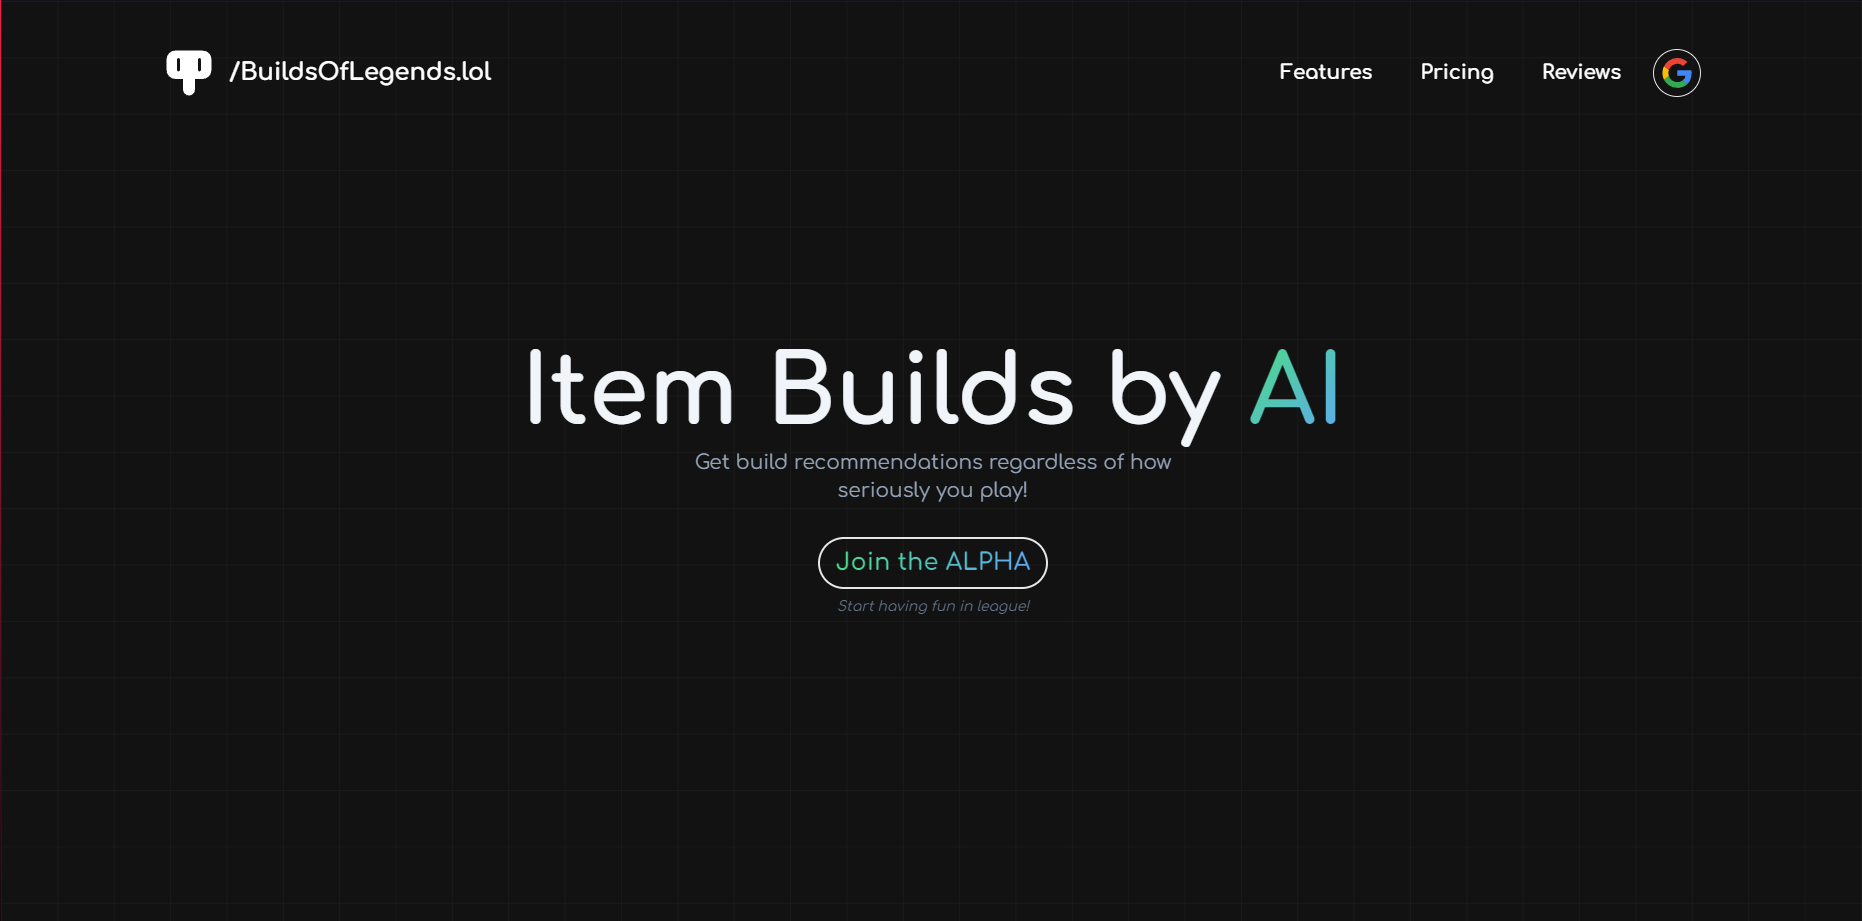 /BuildsOfLegends.lol
Features
Pricing
Reviews
Item Builds by AI
Get build recommendations regardless of how
seriously you play!
Join the ALPHA
Start having fun in league!